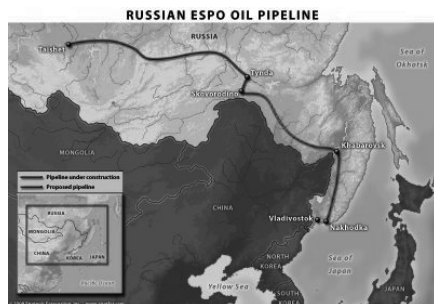 RUSSIAN ESPO OIL PIPELINE
RUSSIA
Sea of
Okhotsk
Taishet
Tynda
Skovorodino
Khabarovsk
MONGOLIA
Pipeline under construction
Proposed pipeline
CHINA
RUSSIA
MONGOLIA
CHINA
KOREA
JAPAN
Vladivostok
Nakhodka
NORTH
KOREA
Sea of
Japan
Yellow Sea
SOUTH
KOREA
JAPAN